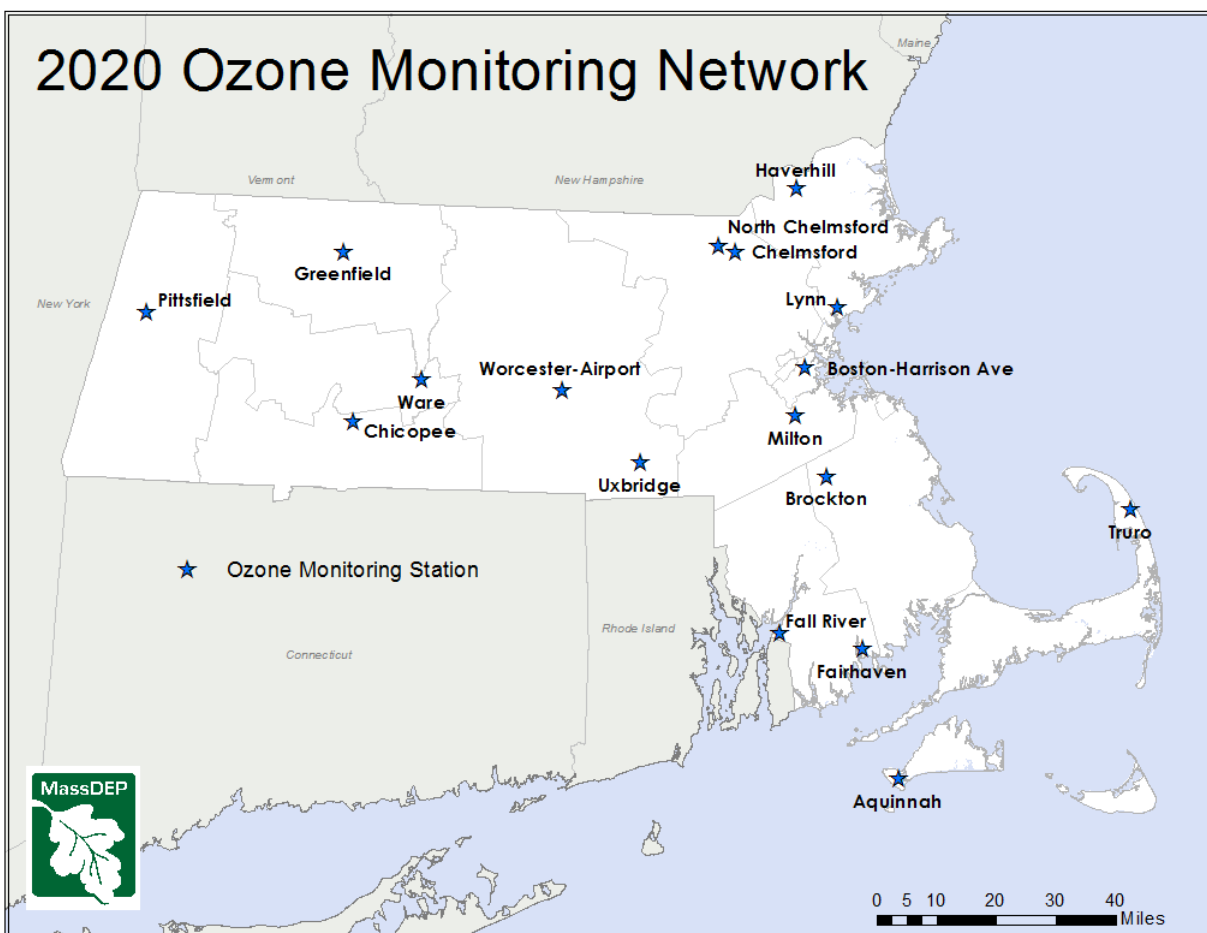 2020 Ozone Monitoring Network
Maine
Vermont
New Hampshire
Haverhill
North Chelmsford
Chelmsford
Greenfield
New York
Pittsfield
Lynn
Worcester-Airport
Boston-Harrison Ave
Ware
Chicopee
Milton
Uxbridge
Brockton
Truro
Ozone Monitoring Station
Rhode Island
Fall River
Connecticut
Fairhaven
MassDEP
Aquinnah
0 5 10 20 30 40
Miles